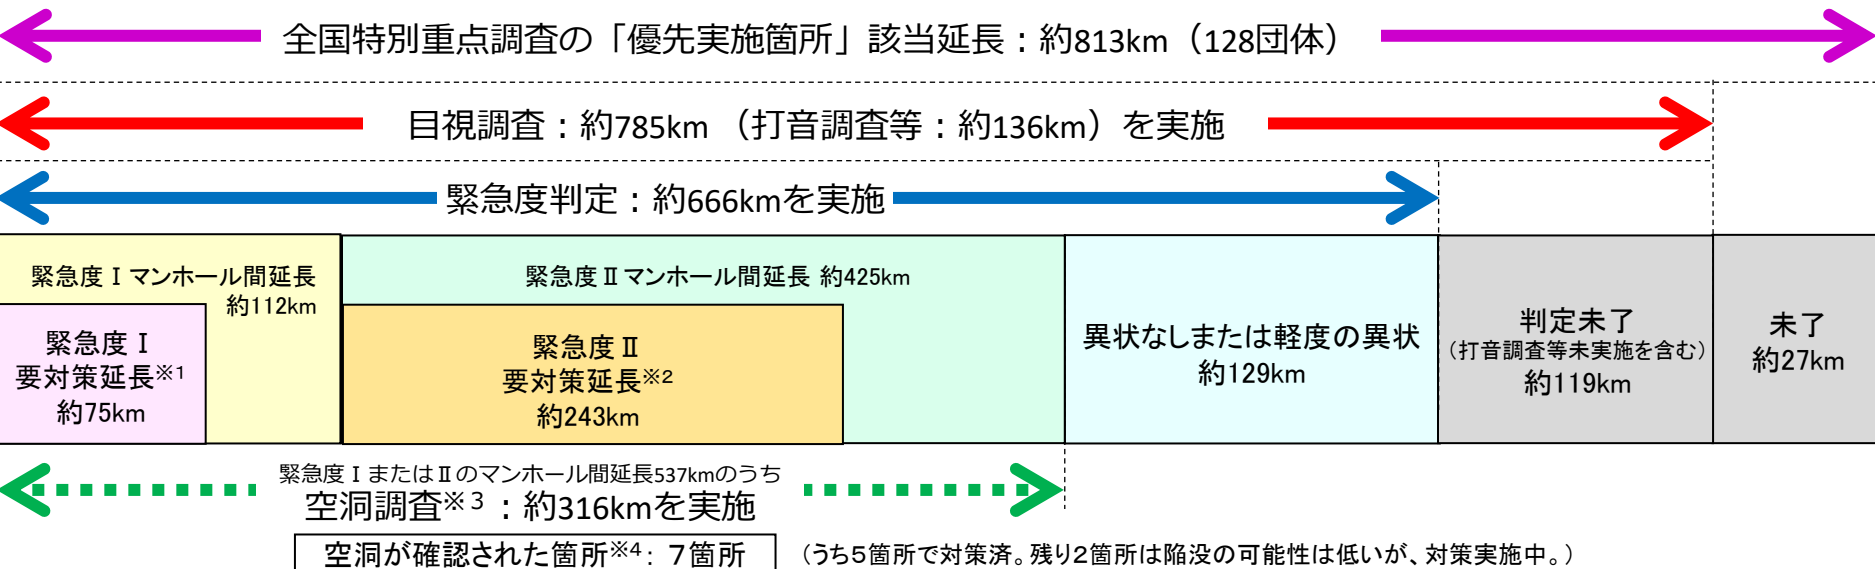 全国特別重点調査の「優先実施箇所」該当延長：約813km（128団体）
目視調査：約785km （打音調査等：約136km）を実施
緊急度判定：約666kmを実施
緊急度Ⅰマンホール間延長
約112km
緊急度Ⅰ
要対策延長※1
約75km
緊急度Ⅱマンホール間延長 約425km
緊急度Ⅱ
要対策延長※2
約243km
異状なしまたは軽度の異状
約129km
判定未了
（打音調査等未実施を含む）
約119km
未了
約27km
緊急度ⅠまたはⅡのマンホール間延長537kmのうち
空洞調査※3：約316kmを実施
空洞が確認された箇所※4：7箇所
（うち5箇所で対策済。残り2箇所は陥没の可能性は低いが、対策実施中。）